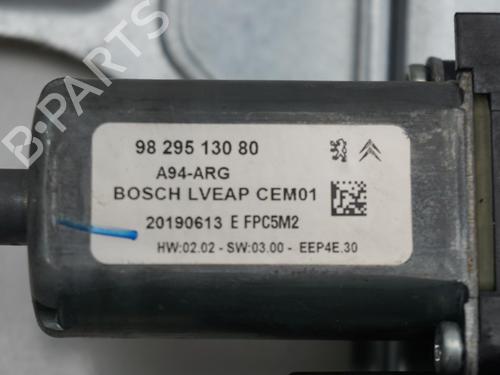 B-PARTS
98 295 130 80
A94-ARG
BOSCH LVEAP CEM01
20190613 E FPC5M2
HW:02.02 - SW:03.00 - EEP4E.30